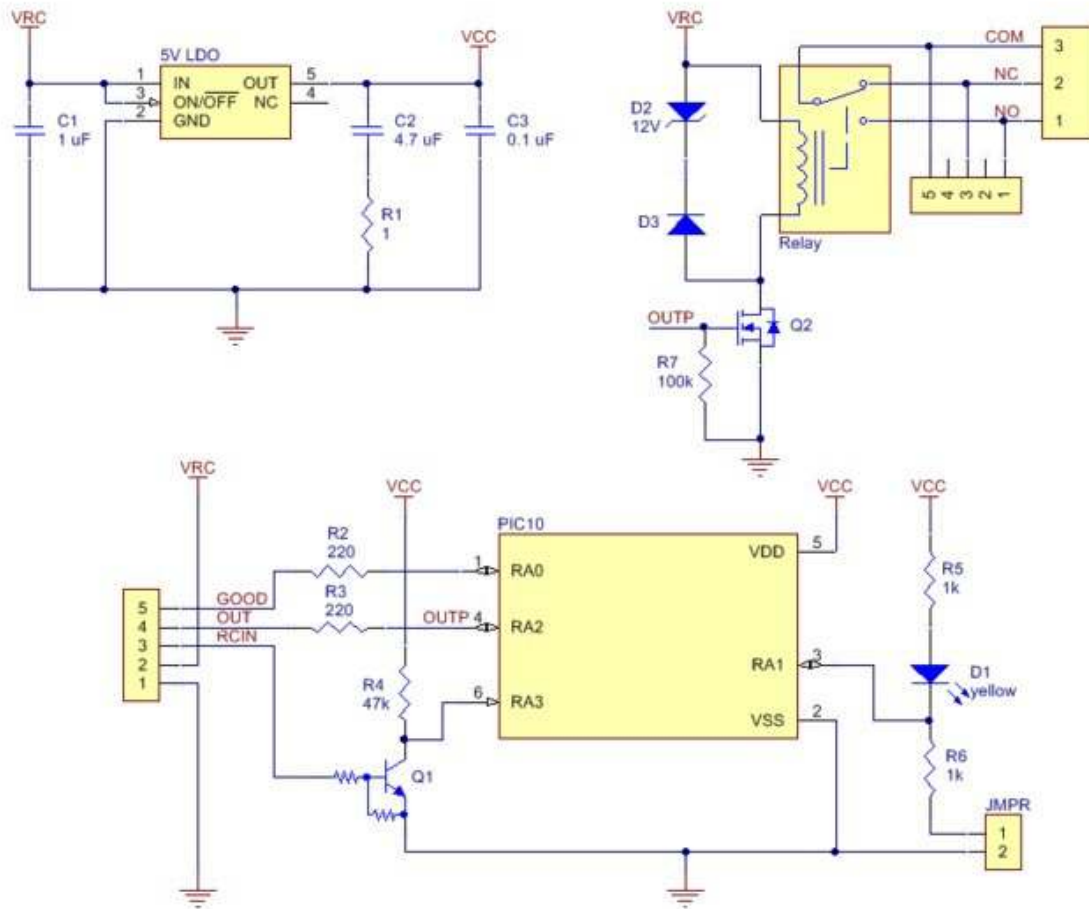 VRC
VCC
5V LDO
1 IN OUT 5
3 ON/OFF NC 4
2 GND
C1
1 uF
C2
4.7 uF
C3
0.1 uF
R1
1
VRC
COM
3
D2
12V
NC
2
NO
1
5 4 3 2 1
D3
Relay
OUTP
Q2
R7
100k
VRC
VCC
VCC
VCC
PIC10
R2
220
VDD 5
R5
1k
1 RA0
R3
220
5 GOOD
4 OUT
OUTP 4 RA2
3 RCIN
2
1
RA1 3
D1
yellow
R4
47k
6 RA3
VSS 2
R6
1k
Q1
JMPR
1
2